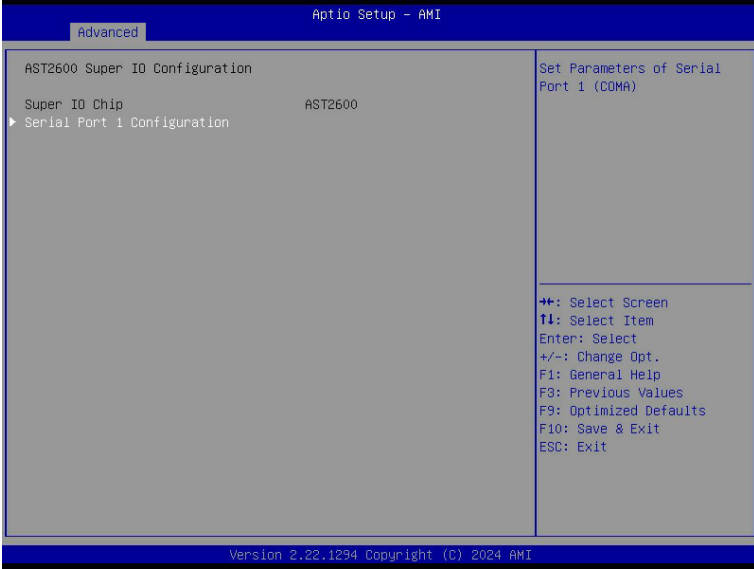 Aptio Setup – AMI
Advanced
AST2600 Super IO Configuration
Super IO Chip AST2600
Serial Port 1 Configuration
Set Parameters of Serial
Port 1 (COMA)
→←: Select Screen
↑↓: Select Item
Enter: Select
+/-: Change Opt.
F1: General Help
F3: Previous Values
F9: Optimized Defaults
F10: Save & Exit
ESC: Exit
Version 2.22.1294 Copyright (C) 2024 AMI